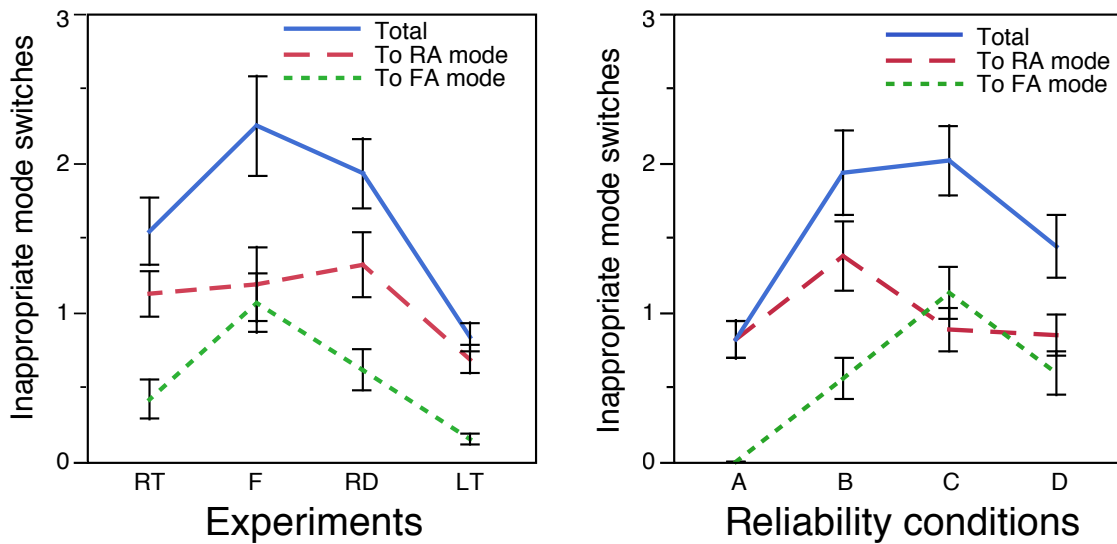 Inappropriate mode switches
3
2
1
0
Total
To RA mode
To FA mode
RT F RD LT
Experiments
Inappropriate mode switches
3
2
1
0
Total
To RA mode
To FA mode
A B C D
Reliability conditions